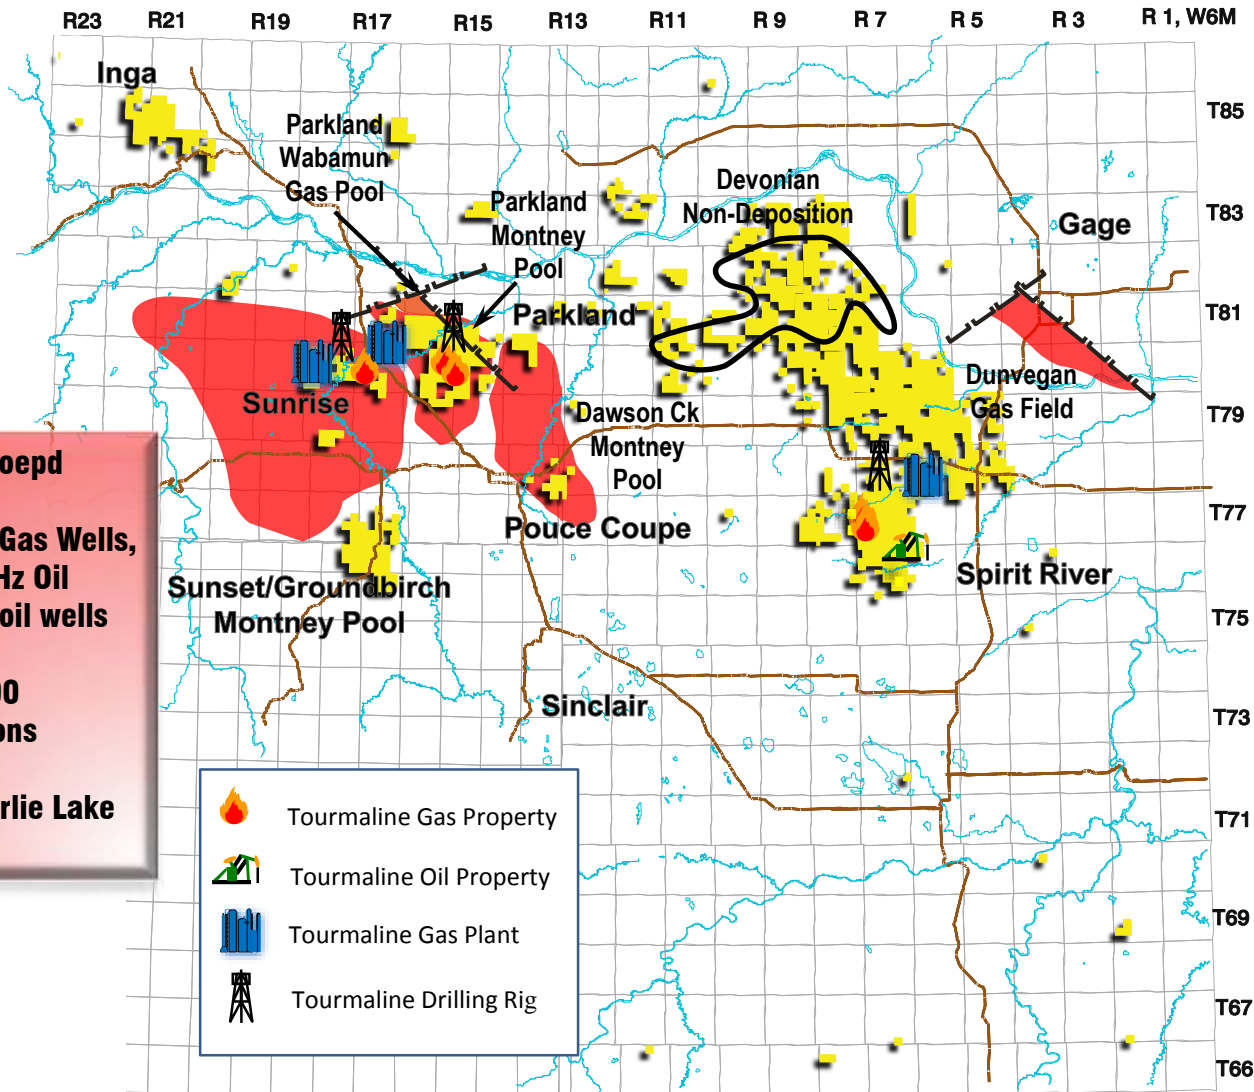 R23 R21 R19 R17 R15 R13 R11 R 9 R 7 R 5 R 3 R 1, W6M
Inga
T85
Parkland
Wabamun
Gas Pool
Devonian
Non-Deposition
Parkland
Montney
Pool
T83
Gage
Parkland
T81
Sunrise
Dunvegan
Gas Field
T79
Dawson Ck
Montney
Pool
oepd
Gas Wells,
Hz Oil
oil wells
00
ons
rlie Lake
Pouce Coupe
T77
Spirit River
Sunset/Groundbirch
Montney Pool
T75
Sinclair
T73
T71
T69
T67
T66
Tourmaline Gas Property
Tourmaline Oil Property
Tourmaline Gas Plant
Tourmaline Drilling Rig